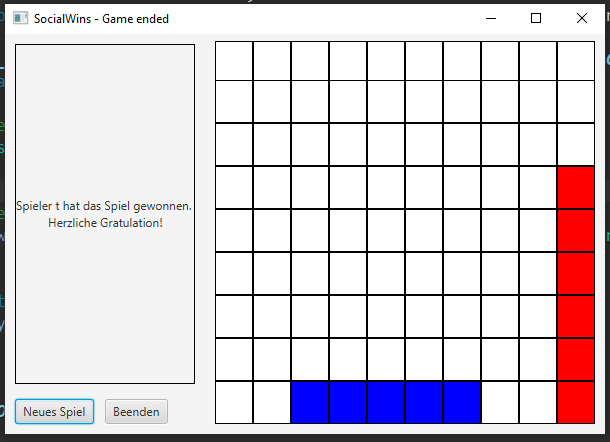 SocialWins - Game ended
Spieler t hat das Spiel gewonnen.
Herzliche Gratulation!
Neues Spiel
Beenden